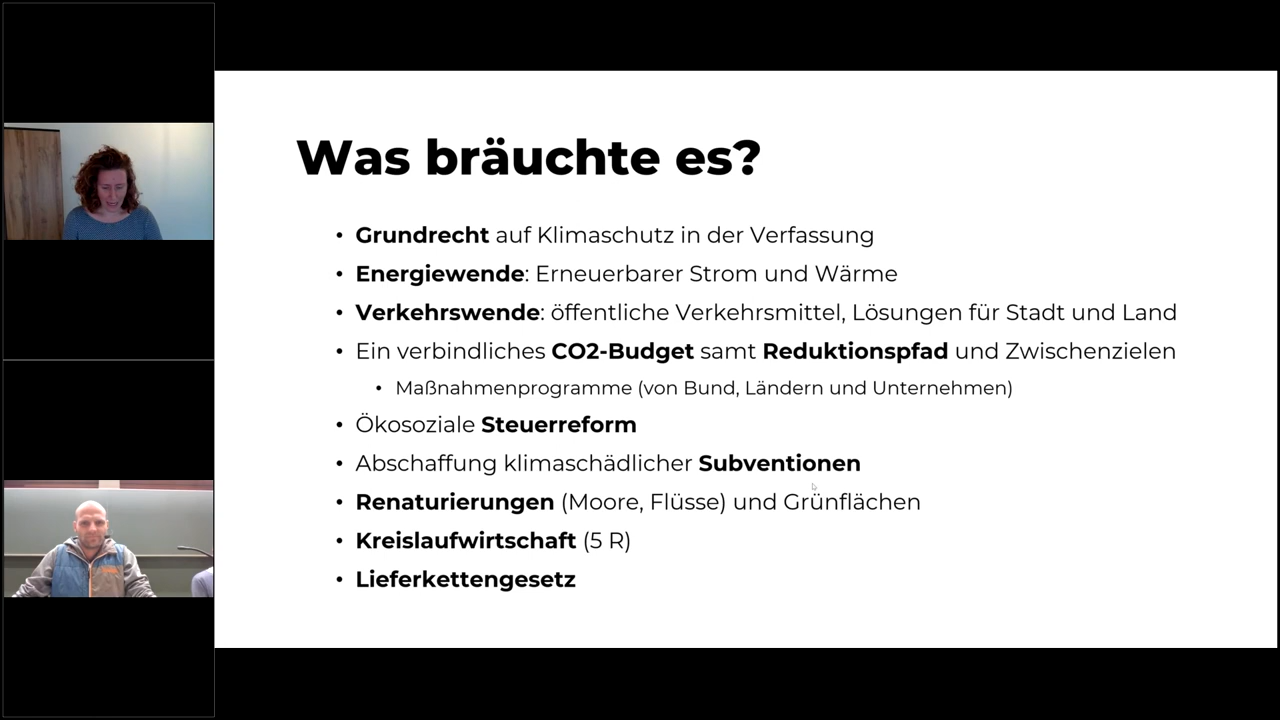 Was bräuchte es?
• Grundrecht auf Klimaschutz in der Verfassung
• Energiewende: Erneuerbarer Strom und Wärme
• Verkehrswende: öffentliche Verkehrsmittel, Lösungen für Stadt und Land
• Ein verbindliches CO2-Budget samt Reduktionspfad und Zwischenzielen
• Maßnahmenprogramme (von Bund, Ländern und Unternehmen)
• Ökosoziale Steuerreform
• Abschaffung klimaschädlicher Subventionen
• Renaturierungen (Moore, Flüsse) und Grünflächen
• Kreislaufwirtschaft (5 R)
• Lieferkettengesetz